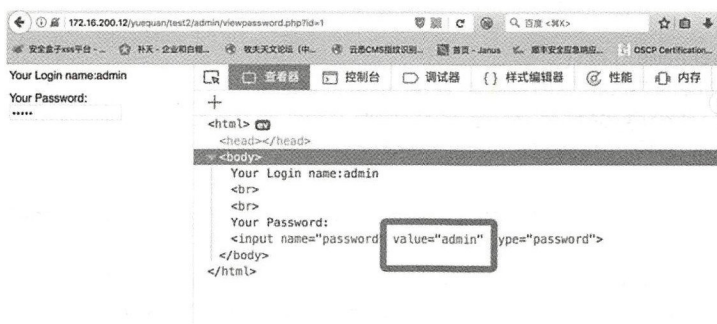 172.16.200.12/yuequan/test2/admin/viewpassword.php?id=1
百度 <⌘K>
安全盒子xss平台 - ... 补天 - 企业和白帽... 牧夫天文论坛 (中... 云悉CMS指纹识别... 首页 - Janus 顺丰安全应急响应... OSCP Certification...
Your Login name:admin
查看器 控制台 调试器 { } 样式编辑器 性能 内存
Your Password:
•••••
+
<html> ev
<head></head>
<body>
Your Login name:admin
<br>
<br>
Your Password:
<input name="password value="admin" ype="password">
</body>
</html>